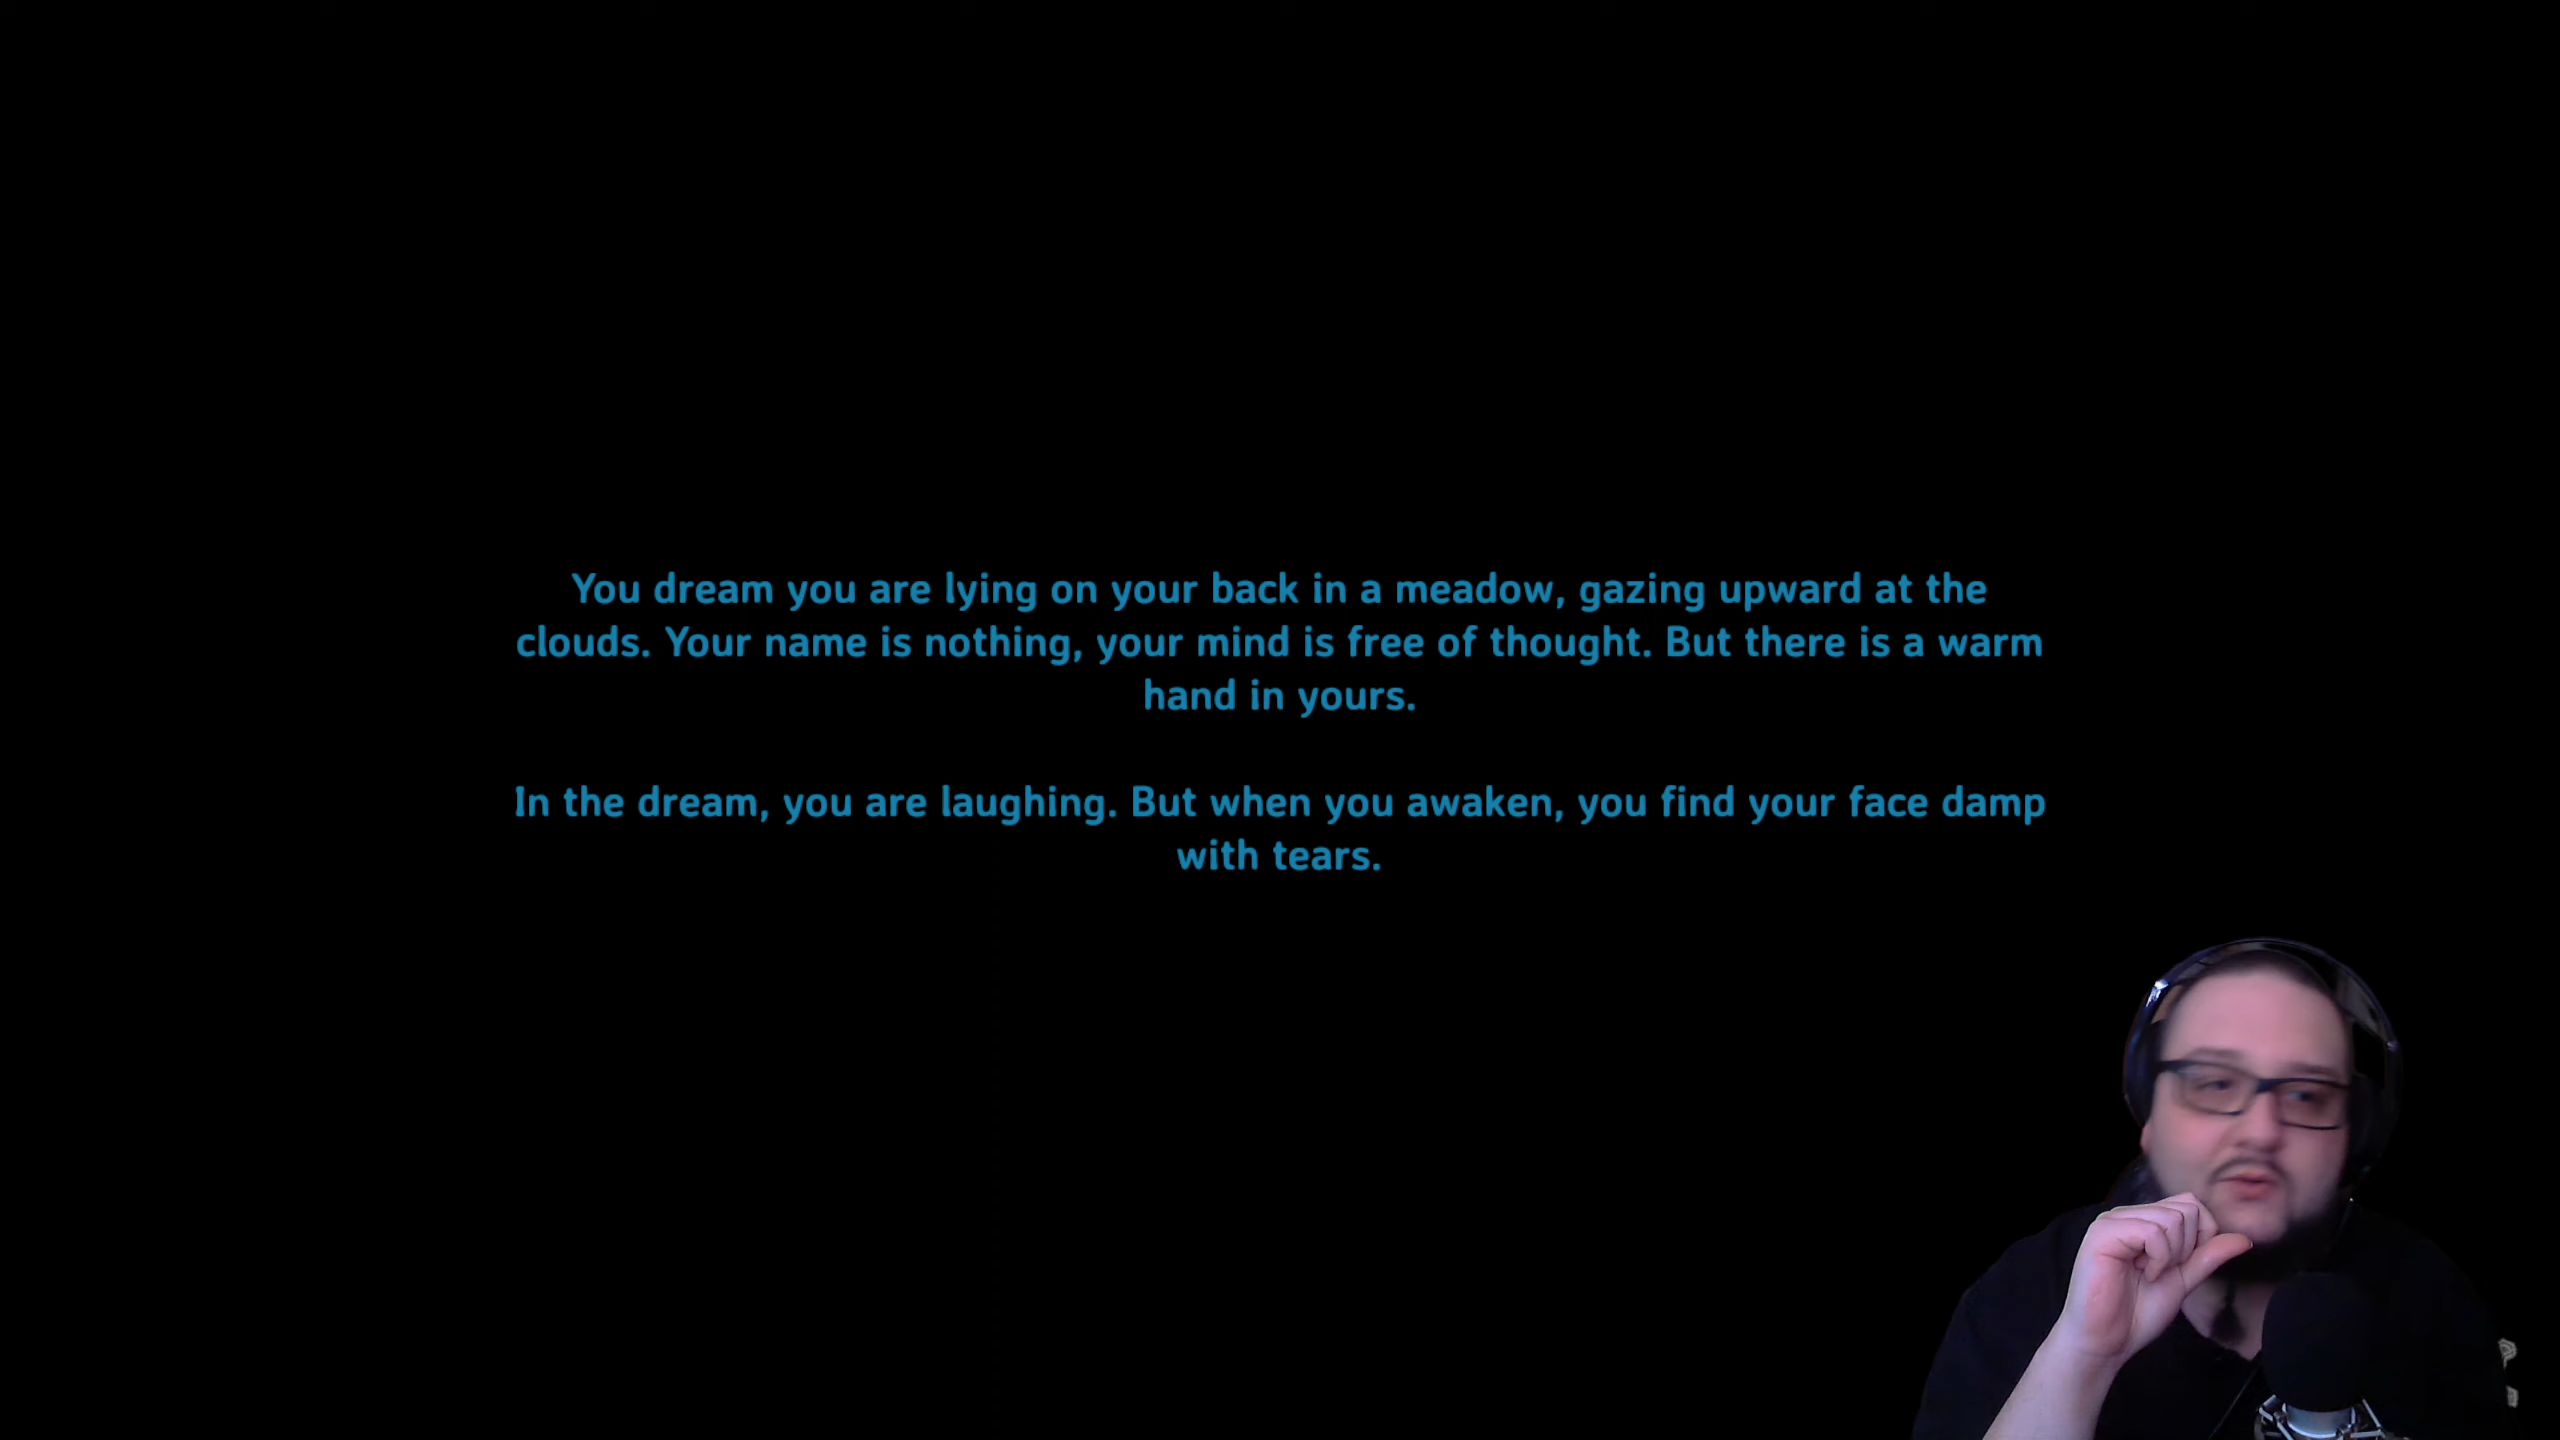 You dream you are lying on your back in a meadow, gazing upward at the
clouds. Your name is nothing, your mind is free of thought. But there is a warm
hand in yours.
In the dream, you are laughing. But when you awaken, you find your face damp
with tears.